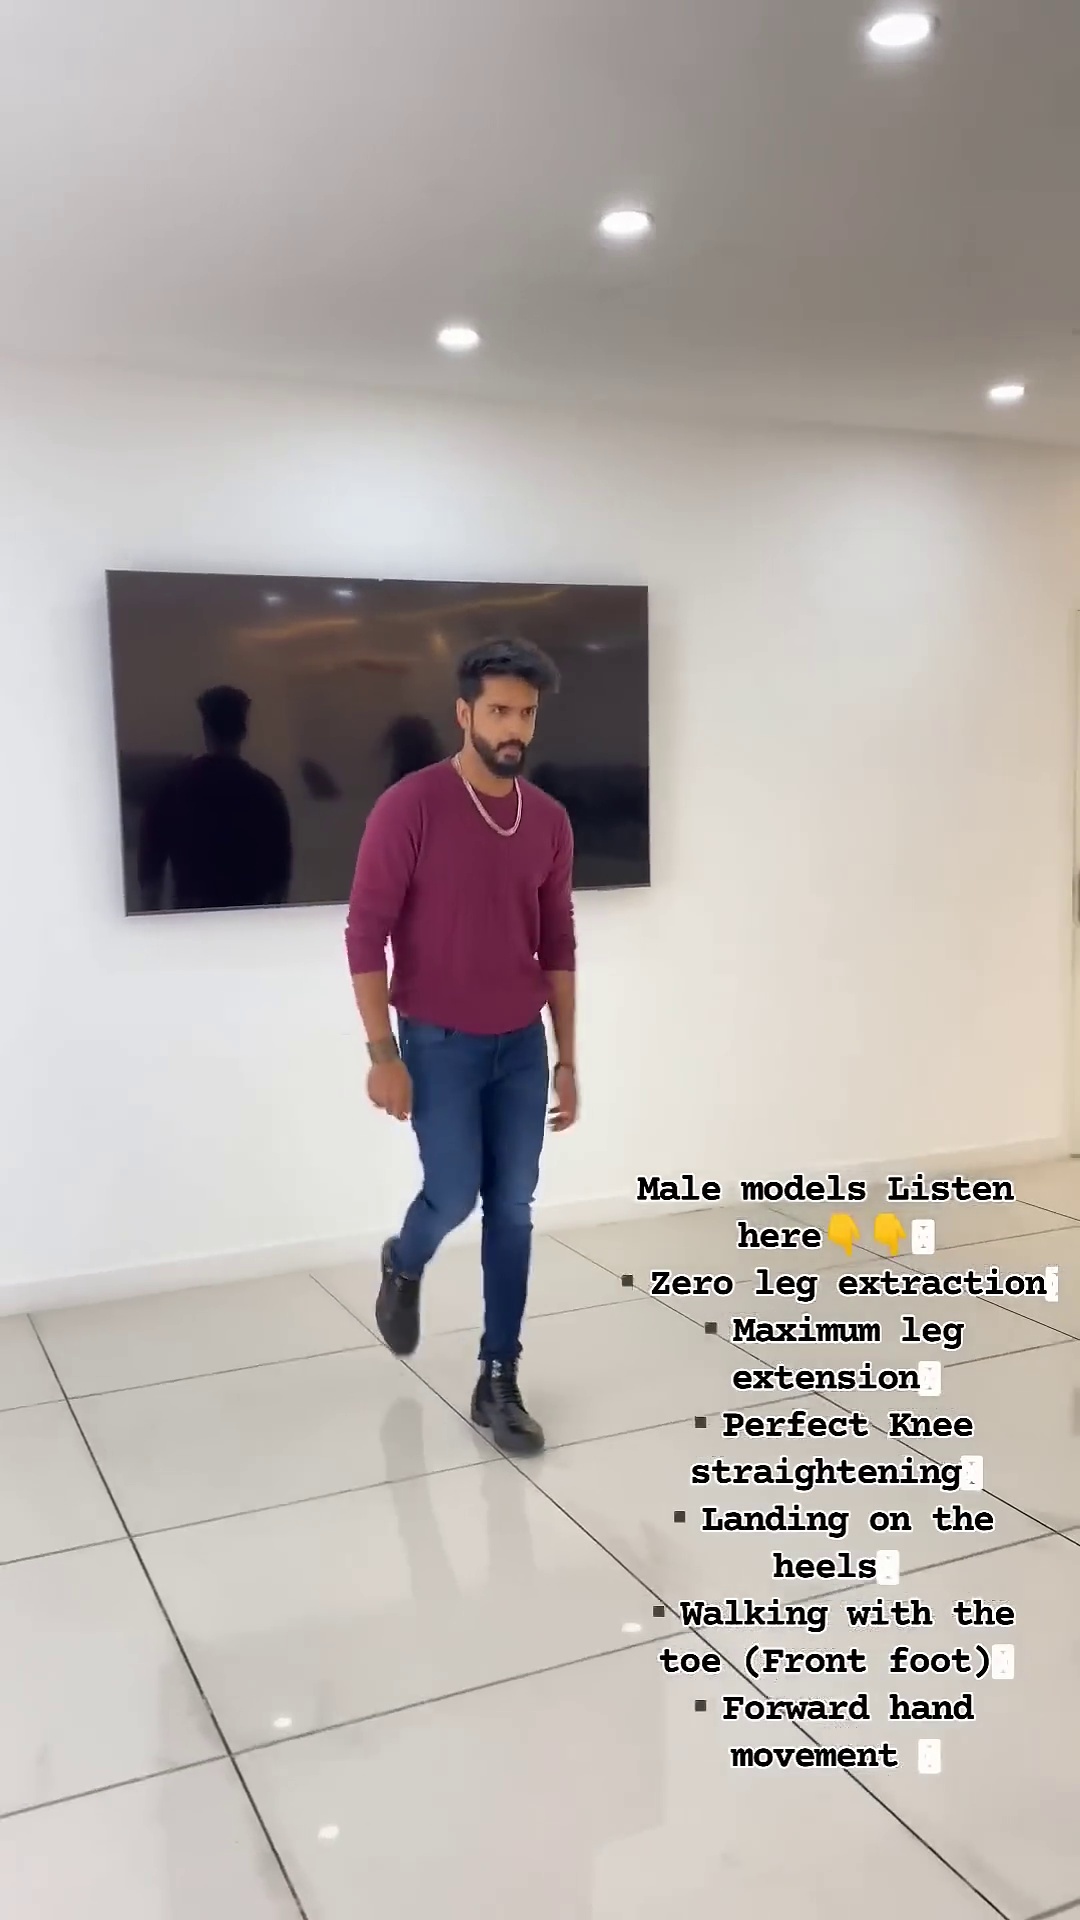 Male models Listen
here👇👇
▪ Zero leg extraction
▪ Maximum leg
extension
▪ Perfect Knee
straightening
▪ Landing on the
heels
▪ Walking with the
toe (Front foot)
▪ Forward hand
movement